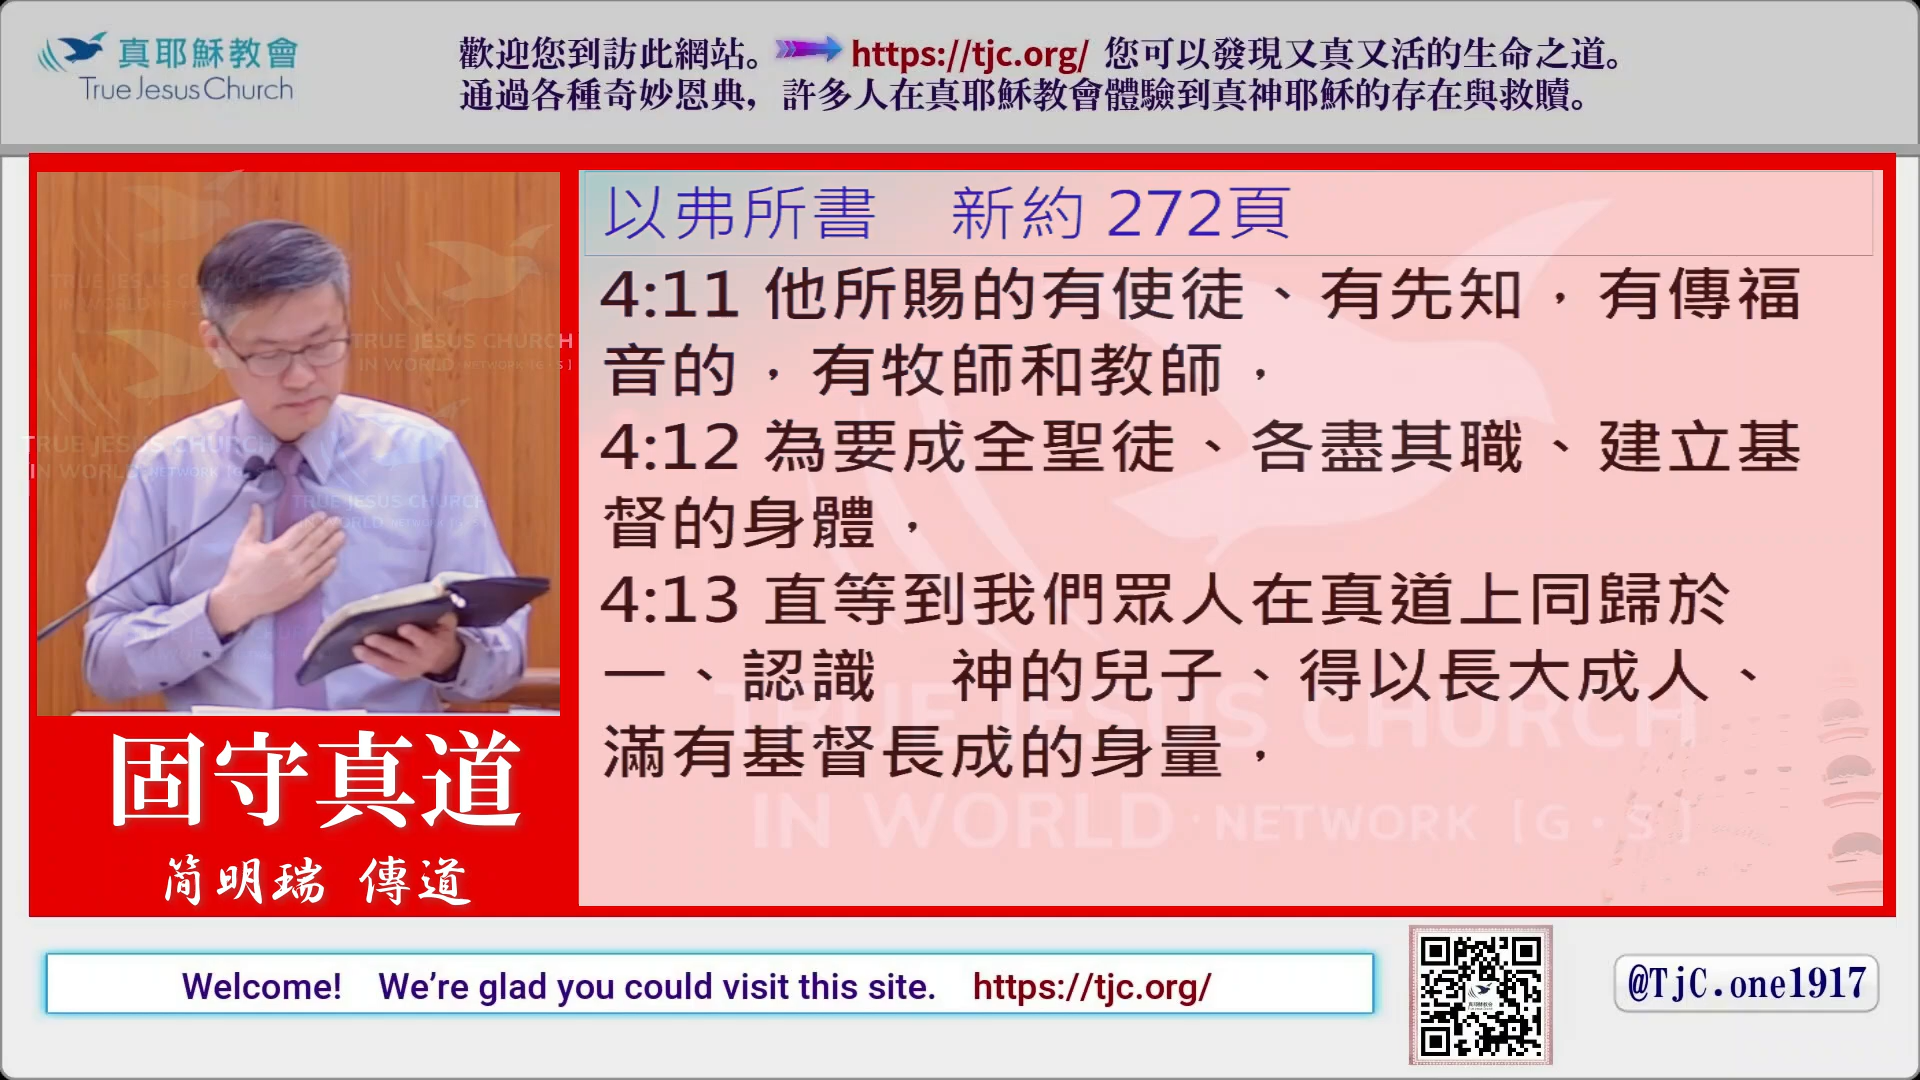 真耶穌教會
True Jesus Church
歡迎您到訪此網站。 https://tjc.org/ 您可以發現又真又活的生命之道。
通過各種奇妙恩典，許多人在真耶穌教會體驗到真神耶穌的存在與救贖。
以弗所書　新約 272頁
4:11 他所賜的有使徒、有先知，有傳福
音的，有牧師和教師，
4:12 為要成全聖徒、各盡其職、建立基
督的身體，
4:13 直等到我們眾人在真道上同歸於
一、認識　神的兒子、得以長大成人、
滿有基督長成的身量，
TRUE JESUS CHURCH
IN WORLD · NETWORK [G · S]
固守真道
簡明瑞 傳道
Welcome! We’re glad you could visit this site. https://tjc.org/
@TjC.one1917